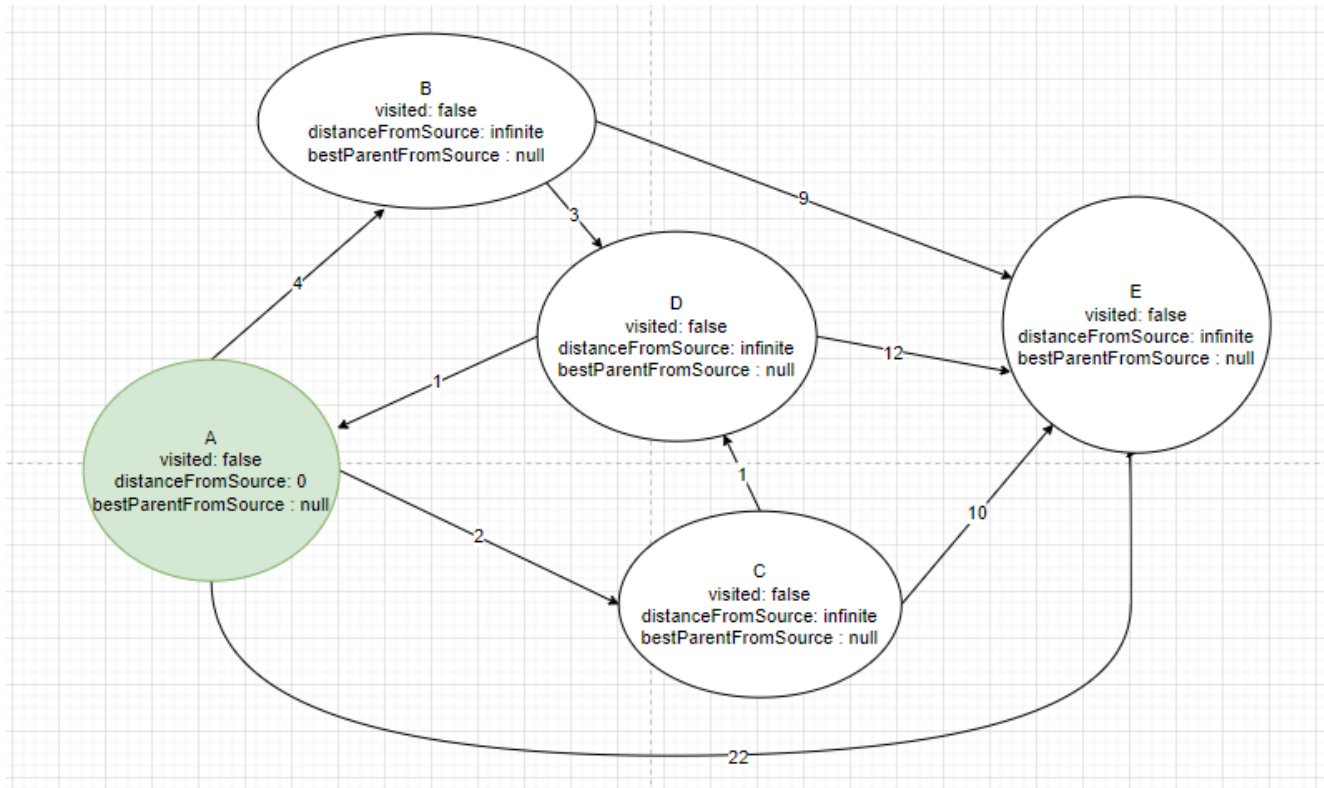 B
visited: false
distanceFromSource: infinite
bestParentFromSource : null
9
3
4
D
visited: false
distanceFromSource: infinite
bestParentFromSource : null
E
visited: false
distanceFromSource: infinite
bestParentFromSource : null
12
1
A
visited: false
distanceFromSource: 0
bestParentFromSource : null
1
10
2
C
visited: false
distanceFromSource: infinite
bestParentFromSource : null
22